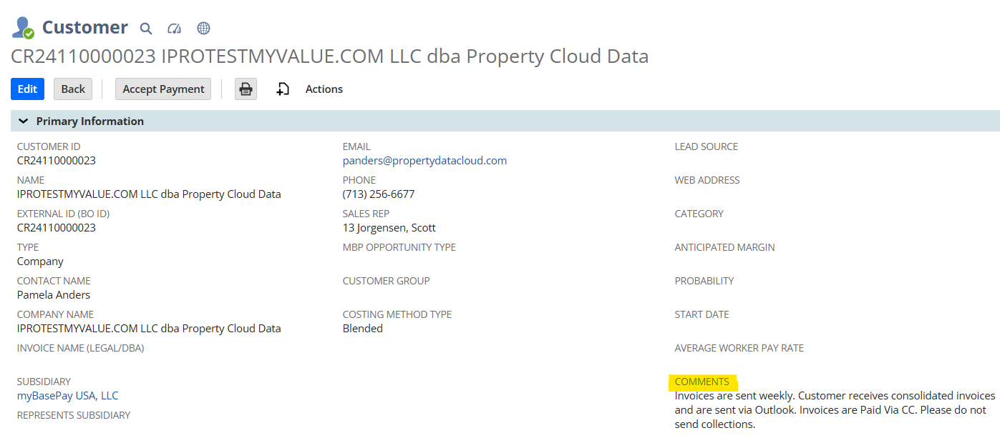 Customer
CR24110000023 IPROTESTMYVALUE.COM LLC dba Property Cloud Data
Edit
Back
Accept Payment
Actions
Primary Information
CUSTOMER ID
CR24110000023
NAME
IPROTESTMYVALUE.COM LLC dba Property Cloud Data
EXTERNAL ID (BO ID)
CR24110000023
TYPE
Company
CONTACT NAME
Pamela Anders
COMPANY NAME
IPROTESTMYVALUE.COM LLC dba Property Cloud Data
INVOICE NAME (LEGAL/DBA)
SUBSIDIARY
myBasePay USA, LLC
REPRESENTS SUBSIDIARY
EMAIL
panders@propertydatacloud.com
PHONE
(713) 256-6677
SALES REP
13 Jorgensen, Scott
MBP OPPORTUNITY TYPE
CUSTOMER GROUP
COSTING METHOD TYPE
Blended
LEAD SOURCE
WEB ADDRESS
CATEGORY
ANTICIPATED MARGIN
PROBABILITY
START DATE
AVERAGE WORKER PAY RATE
COMMENTS
Invoices are sent weekly. Customer receives consolidated invoices
and are sent via Outlook. Invoices are Paid Via CC. Please do not
send collections.